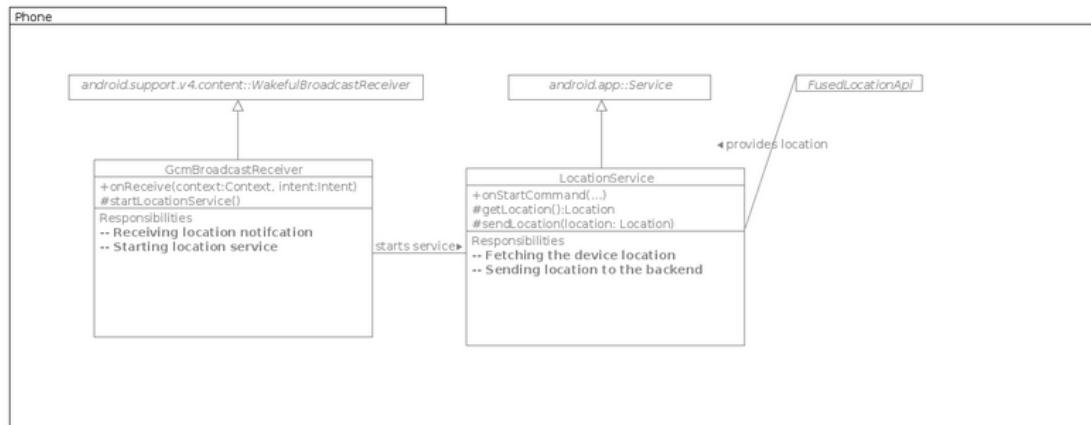 Phone
android.support.v4.content::WakefulBroadcastReceiver
android.app::Service
FusedLocationApi
◂ provides location
GcmBroadcastReceiver
+onReceive(context:Context, intent:Intent)
#startLocationService()
Responsibilities
-- Receiving location notifcation
-- Starting location service
starts service▸
LocationService
+onStartCommand(...)
#getLocation():Location
#sendLocation(location: Location)
Responsibilities
-- Fetching the device location
-- Sending location to the backend